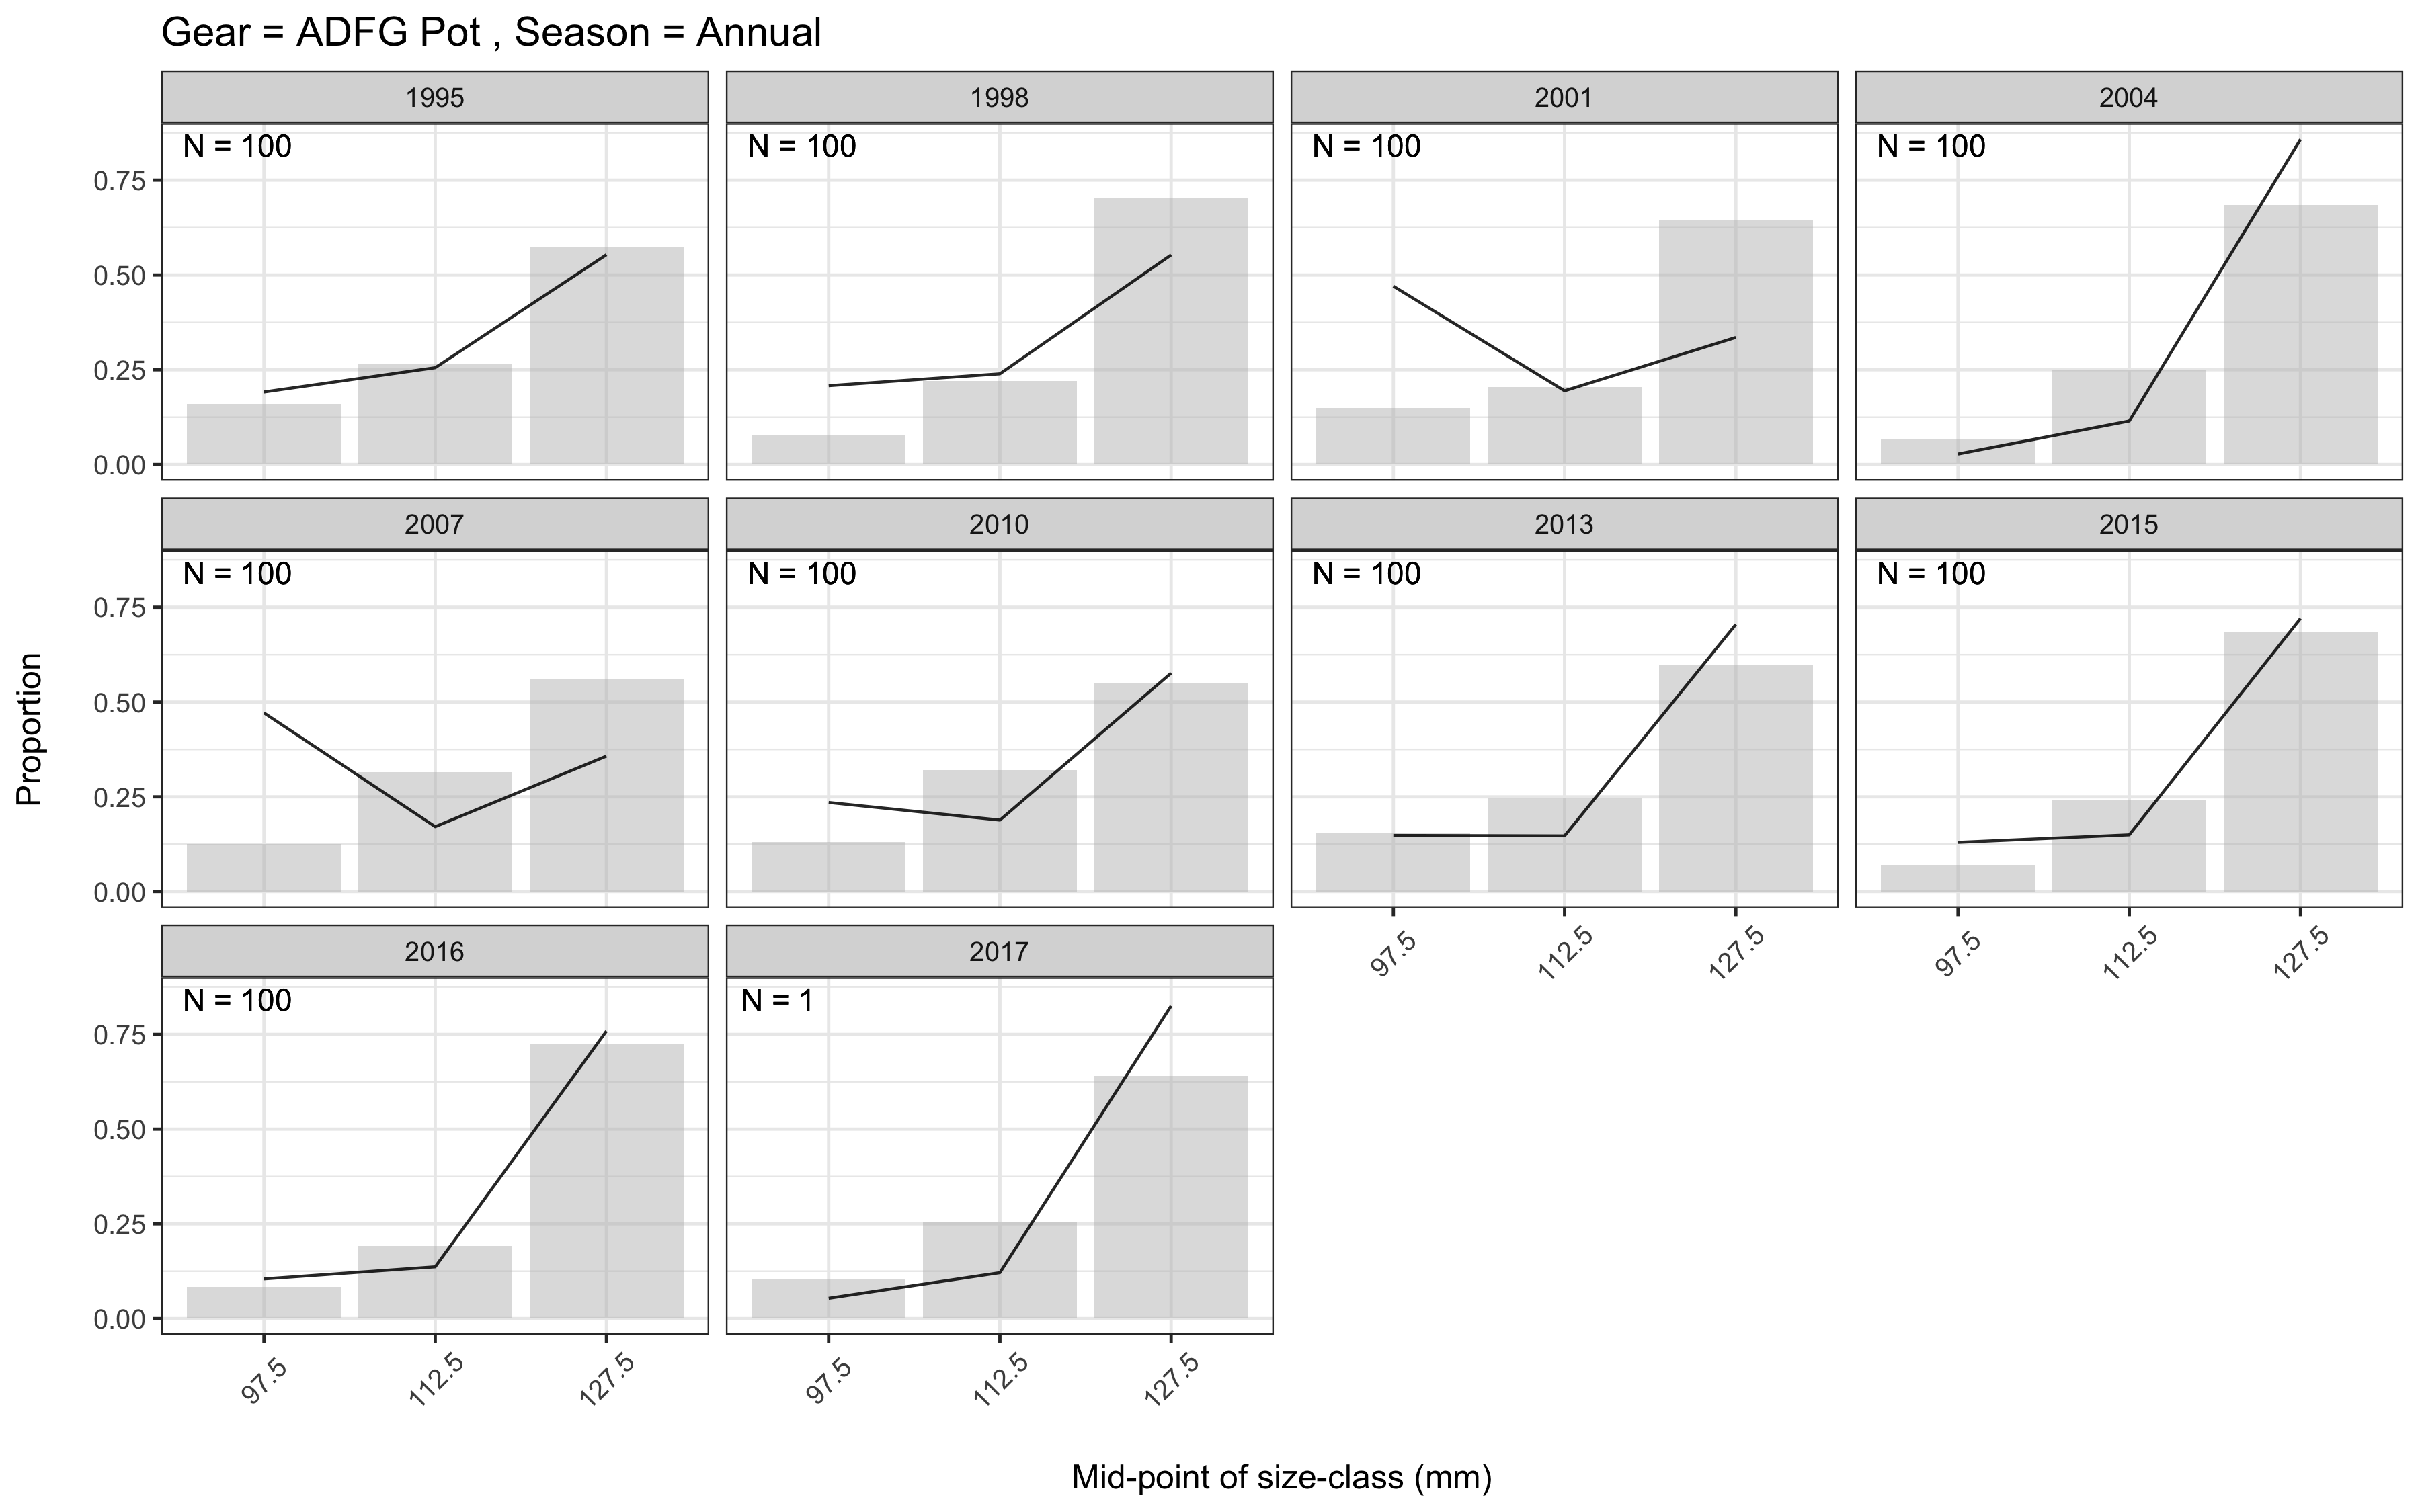 Gear = ADFG Pot , Season = Annual
1995
1998
2001
2004
N = 100
N = 100
N = 100
N = 100
0.75
0.50
0.25
0.00
2007
2010
2013
2015
N = 100
N = 100
N = 100
N = 100
0.75
0.50
0.25
0.00
Proportion
97.5
112.5
127.5
97.5
112.5
127.5
2016
2017
N = 100
N = 1
0.75
0.50
0.25
0.00
97.5
112.5
127.5
97.5
112.5
127.5
Mid-point of size-class (mm)